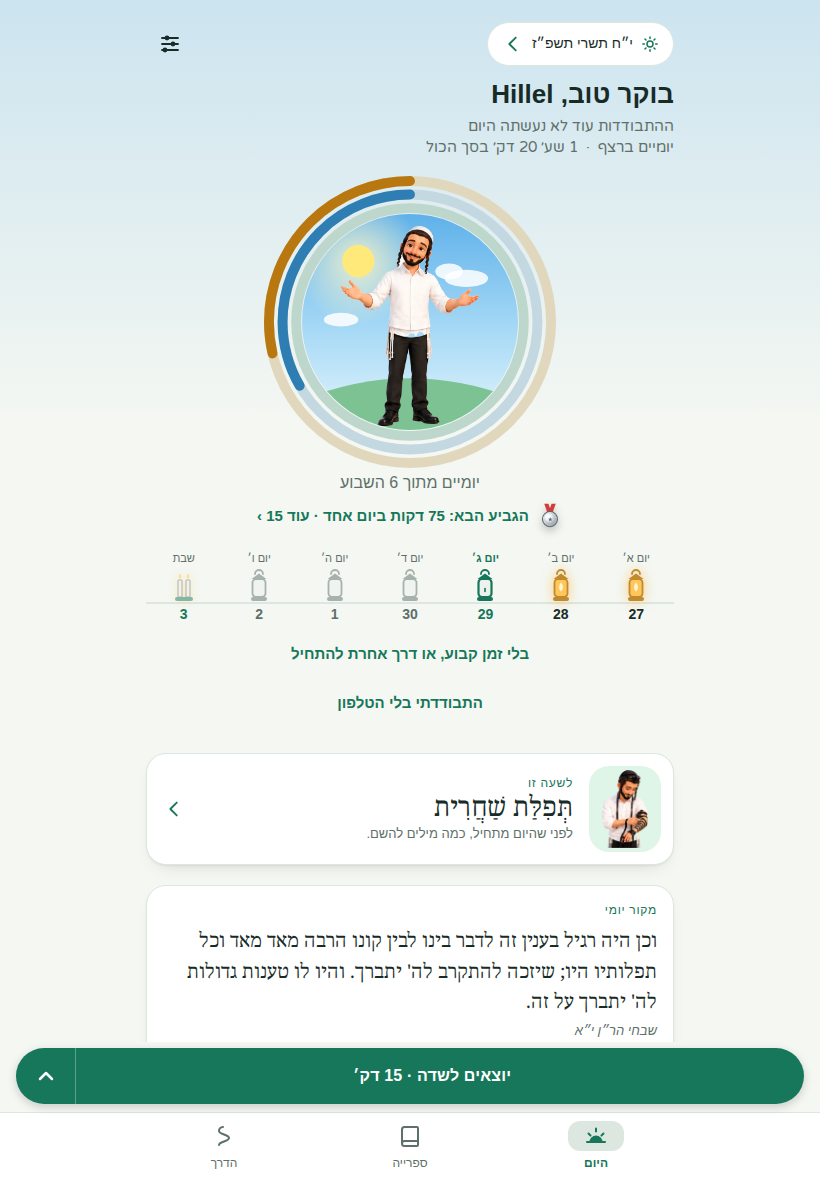 י״ח תשרי תשפ״ז
בוקר טוב, Hillel
ההתבודדות עוד לא נעשתה היום
יומיים ברצף · 1 שע׳ 20 דק׳ בסך הכול
יומיים מתוך 6 השבוע
הגביע הבא: 75 דקות ביום אחד · עוד 15 ›
יום א׳ יום ב׳ יום ג׳ יום ד׳ יום ה׳ יום ו׳ שבת
27 28 29 30 1 2 3
בלי זמן קבוע, או דרך אחרת להתחיל
התבודדתי בלי הטלפון
לשעה זו
תְּפִלַּת שַׁחֲרִית
לפני שהיום מתחיל, כמה מילים להשם.
מקור יומי
וכן היה רגיל בענין זה לדבר בינו לבין קונו הרבה מאד מאד וכל
תפלותיו היו; שיזכה להתקרב לה' יתברך. והיו לו טענות גדולות
לה' יתברך על זה.
שבחי הר״ן י״א
יוצאים לשדה · 15 דק׳
היום ספרייה הדרך